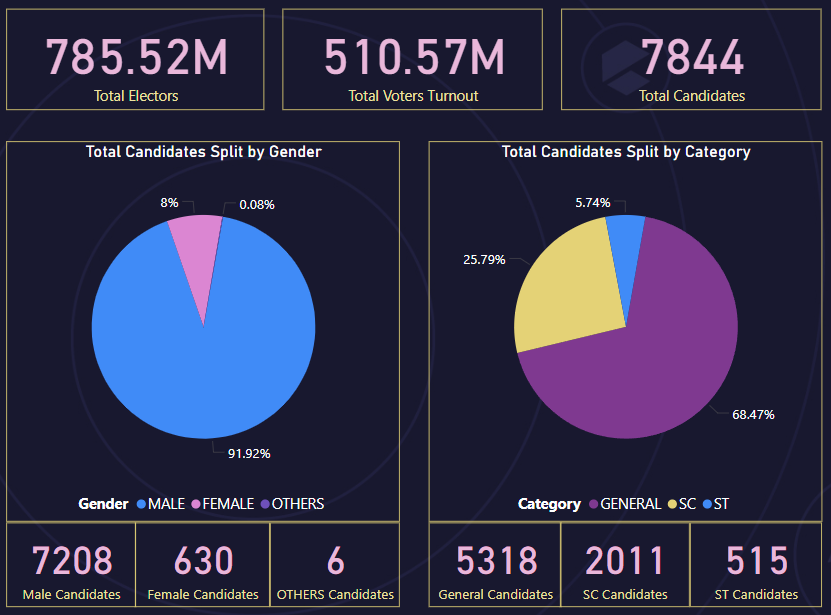 785.52M
Total Electors
510.57M
Total Voters Turnout
7844
Total Candidates
Total Candidates Split by Gender
8%
0.08%
91.92%
Gender MALE FEMALE OTHERS
7208
Male Candidates
630
Female Candidates
6
OTHERS Candidates
Total Candidates Split by Category
5.74%
25.79%
68.47%
Category GENERAL SC ST
5318
General Candidates
2011
SC Candidates
515
ST Candidates